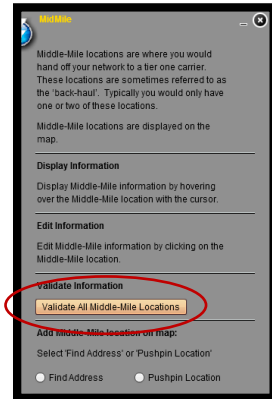 MidMile
Middle-Mile locations are where you would
hand off your network to a tier one carrier.
These locations are sometimes referred to as
the 'back-haul'. Typically you would only have
one or two of these locations.
Middle-Mile locations are displayed on the
map.
Display Information
Display Middle-Mile information by hovering
over the Middle-Mile location with the cursor.
Edit Information
Edit Middle-Mile information by clicking on the
Middle-Mile location.
Validate Information
Validate All Middle-Mile Locations
Add Middle-Mile location on map:
Select 'Find Address' or 'Pushpin Location'
Find Address Pushpin Location